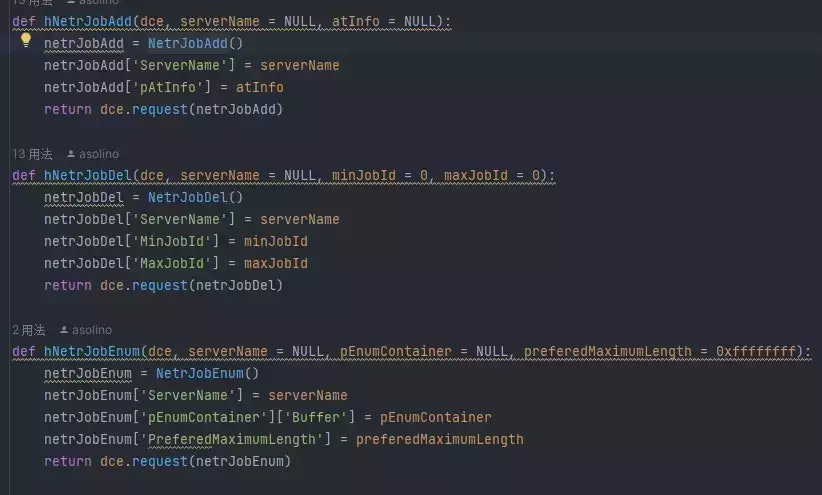 13 用法 asolino
def hNetrJobAdd(dce, serverName = NULL, atInfo = NULL):
    netrJobAdd = NetrJobAdd()
    netrJobAdd['ServerName'] = serverName
    netrJobAdd['pAtInfo'] = atInfo
    return dce.request(netrJobAdd)
13 用法 asolino
def hNetrJobDel(dce, serverName = NULL, minJobId = 0, maxJobId = 0):
    netrJobDel = NetrJobDel()
    netrJobDel['ServerName'] = serverName
    netrJobDel['MinJobId'] = minJobId
    netrJobDel['MaxJobId'] = maxJobId
    return dce.request(netrJobDel)
2 用法 asolino
def hNetrJobEnum(dce, serverName = NULL, pEnumContainer = NULL, preferedMaximumLength = 0xffffffff):
    netrJobEnum = NetrJobEnum()
    netrJobEnum['ServerName'] = serverName
    netrJobEnum['pEnumContainer']['Buffer'] = pEnumContainer
    netrJobEnum['PreferedMaximumLength'] = preferedMaximumLength
    return dce.request(netrJobEnum)